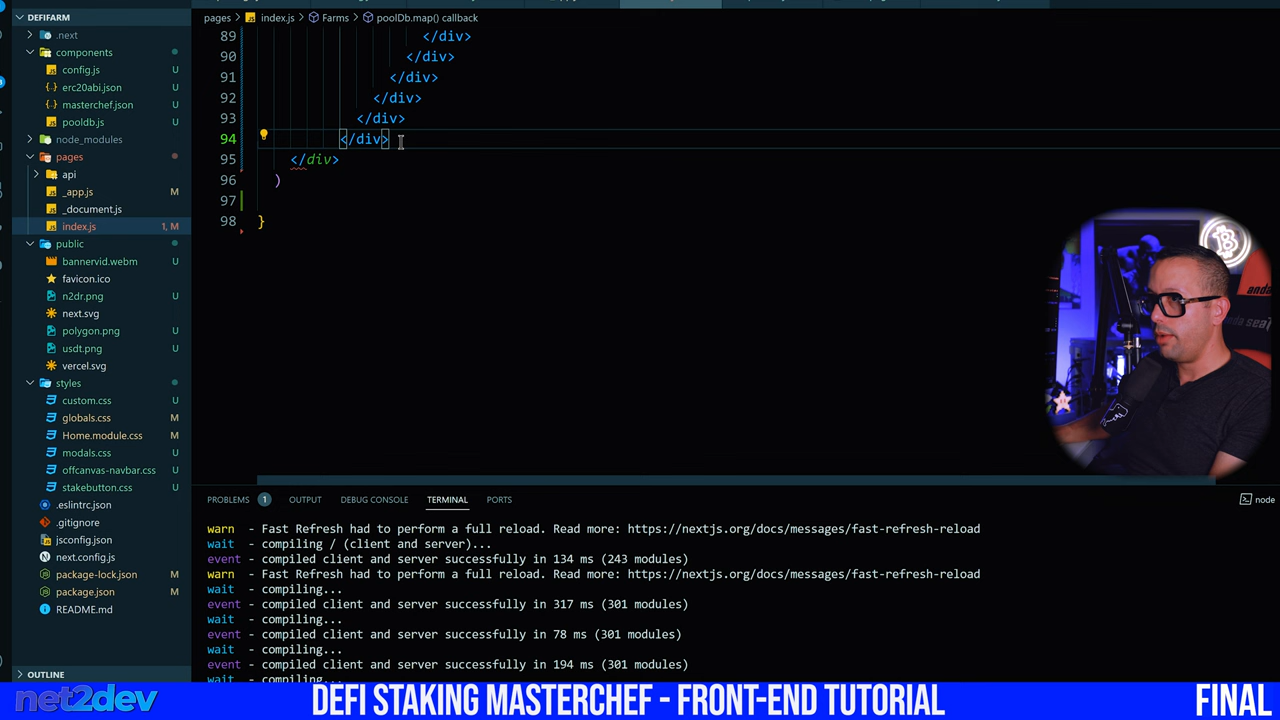 DEFIFARM
.next
components
config.js U
erc20abi.json U
masterchef.json U
pooldb.js U
node_modules
pages
api
_app.js M
_document.js
index.js 1, M
public
bannervid.webm U
favicon.ico
n2dr.png U
next.svg
polygon.png U
usdt.png U
vercel.svg
styles
custom.css U
globals.css M
Home.module.css M
modals.css U
offcanvas-navbar.css U
stakebutton.css U
.eslintrc.json
.gitignore
jsconfig.json
next.config.js
package-lock.json M
package.json M
README.md
OUTLINE
pages > index.js > Farms > poolDb.map() callback
89 </div>
90 </div>
91 </div>
92 </div>
93 </div>
94 </div>
95 </div>
96 )
97
98 }
PROBLEMS 1 OUTPUT DEBUG CONSOLE TERMINAL PORTS node
warn - Fast Refresh had to perform a full reload. Read more: https://nextjs.org/docs/messages/fast-refresh-reload
wait - compiling / (client and server)...
event - compiled client and server successfully in 134 ms (243 modules)
warn - Fast Refresh had to perform a full reload. Read more: https://nextjs.org/docs/messages/fast-refresh-reload
wait - compiling...
event - compiled client and server successfully in 317 ms (301 modules)
wait - compiling...
event - compiled client and server successfully in 78 ms (301 modules)
wait - compiling...
event - compiled client and server successfully in 194 ms (301 modules)
wait - compiling...
net2dev DEFI STAKING MASTERCHEF - FRONT-END TUTORIAL FINAL